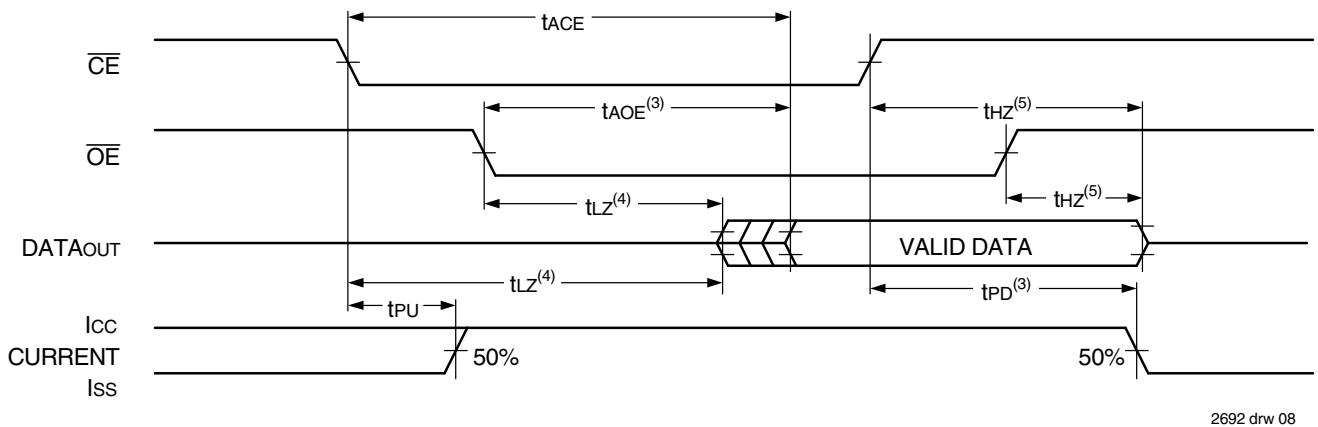 tACE
CE
tAOE(3)
tHZ(5)
OE
tLZ(4)
tHZ(5)
DATAOUT
VALID DATA
tLZ(4)
tPD(3)
tPU
ICC
CURRENT
50%
50%
ISS
2692 drw 08